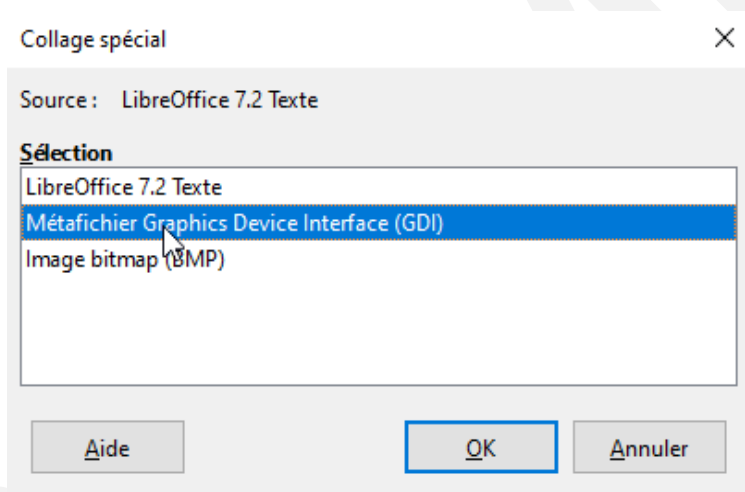 Collage spécial
Source : LibreOffice 7.2 Texte
Sélection
LibreOffice 7.2 Texte
Métafichier Graphics Device Interface (GDI)
Image bitmap (BMP)
Aide OK Annuler